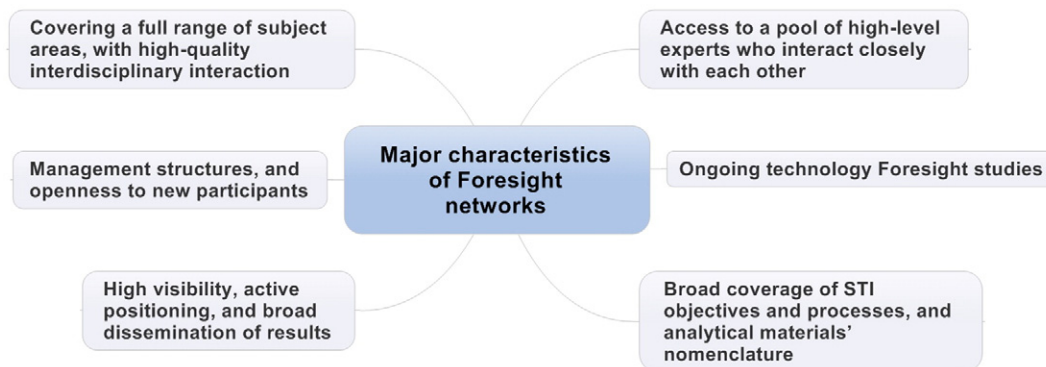 Covering a full range of subject
areas, with high-quality
interdisciplinary interaction
Access to a pool of high-level
experts who interact closely
with each other
Major characteristics
of Foresight
networks
Management structures, and
openness to new participants
Ongoing technology Foresight studies
High visibility, active
positioning, and broad
dissemination of results
Broad coverage of STI
objectives and processes, and
analytical materials’
nomenclature